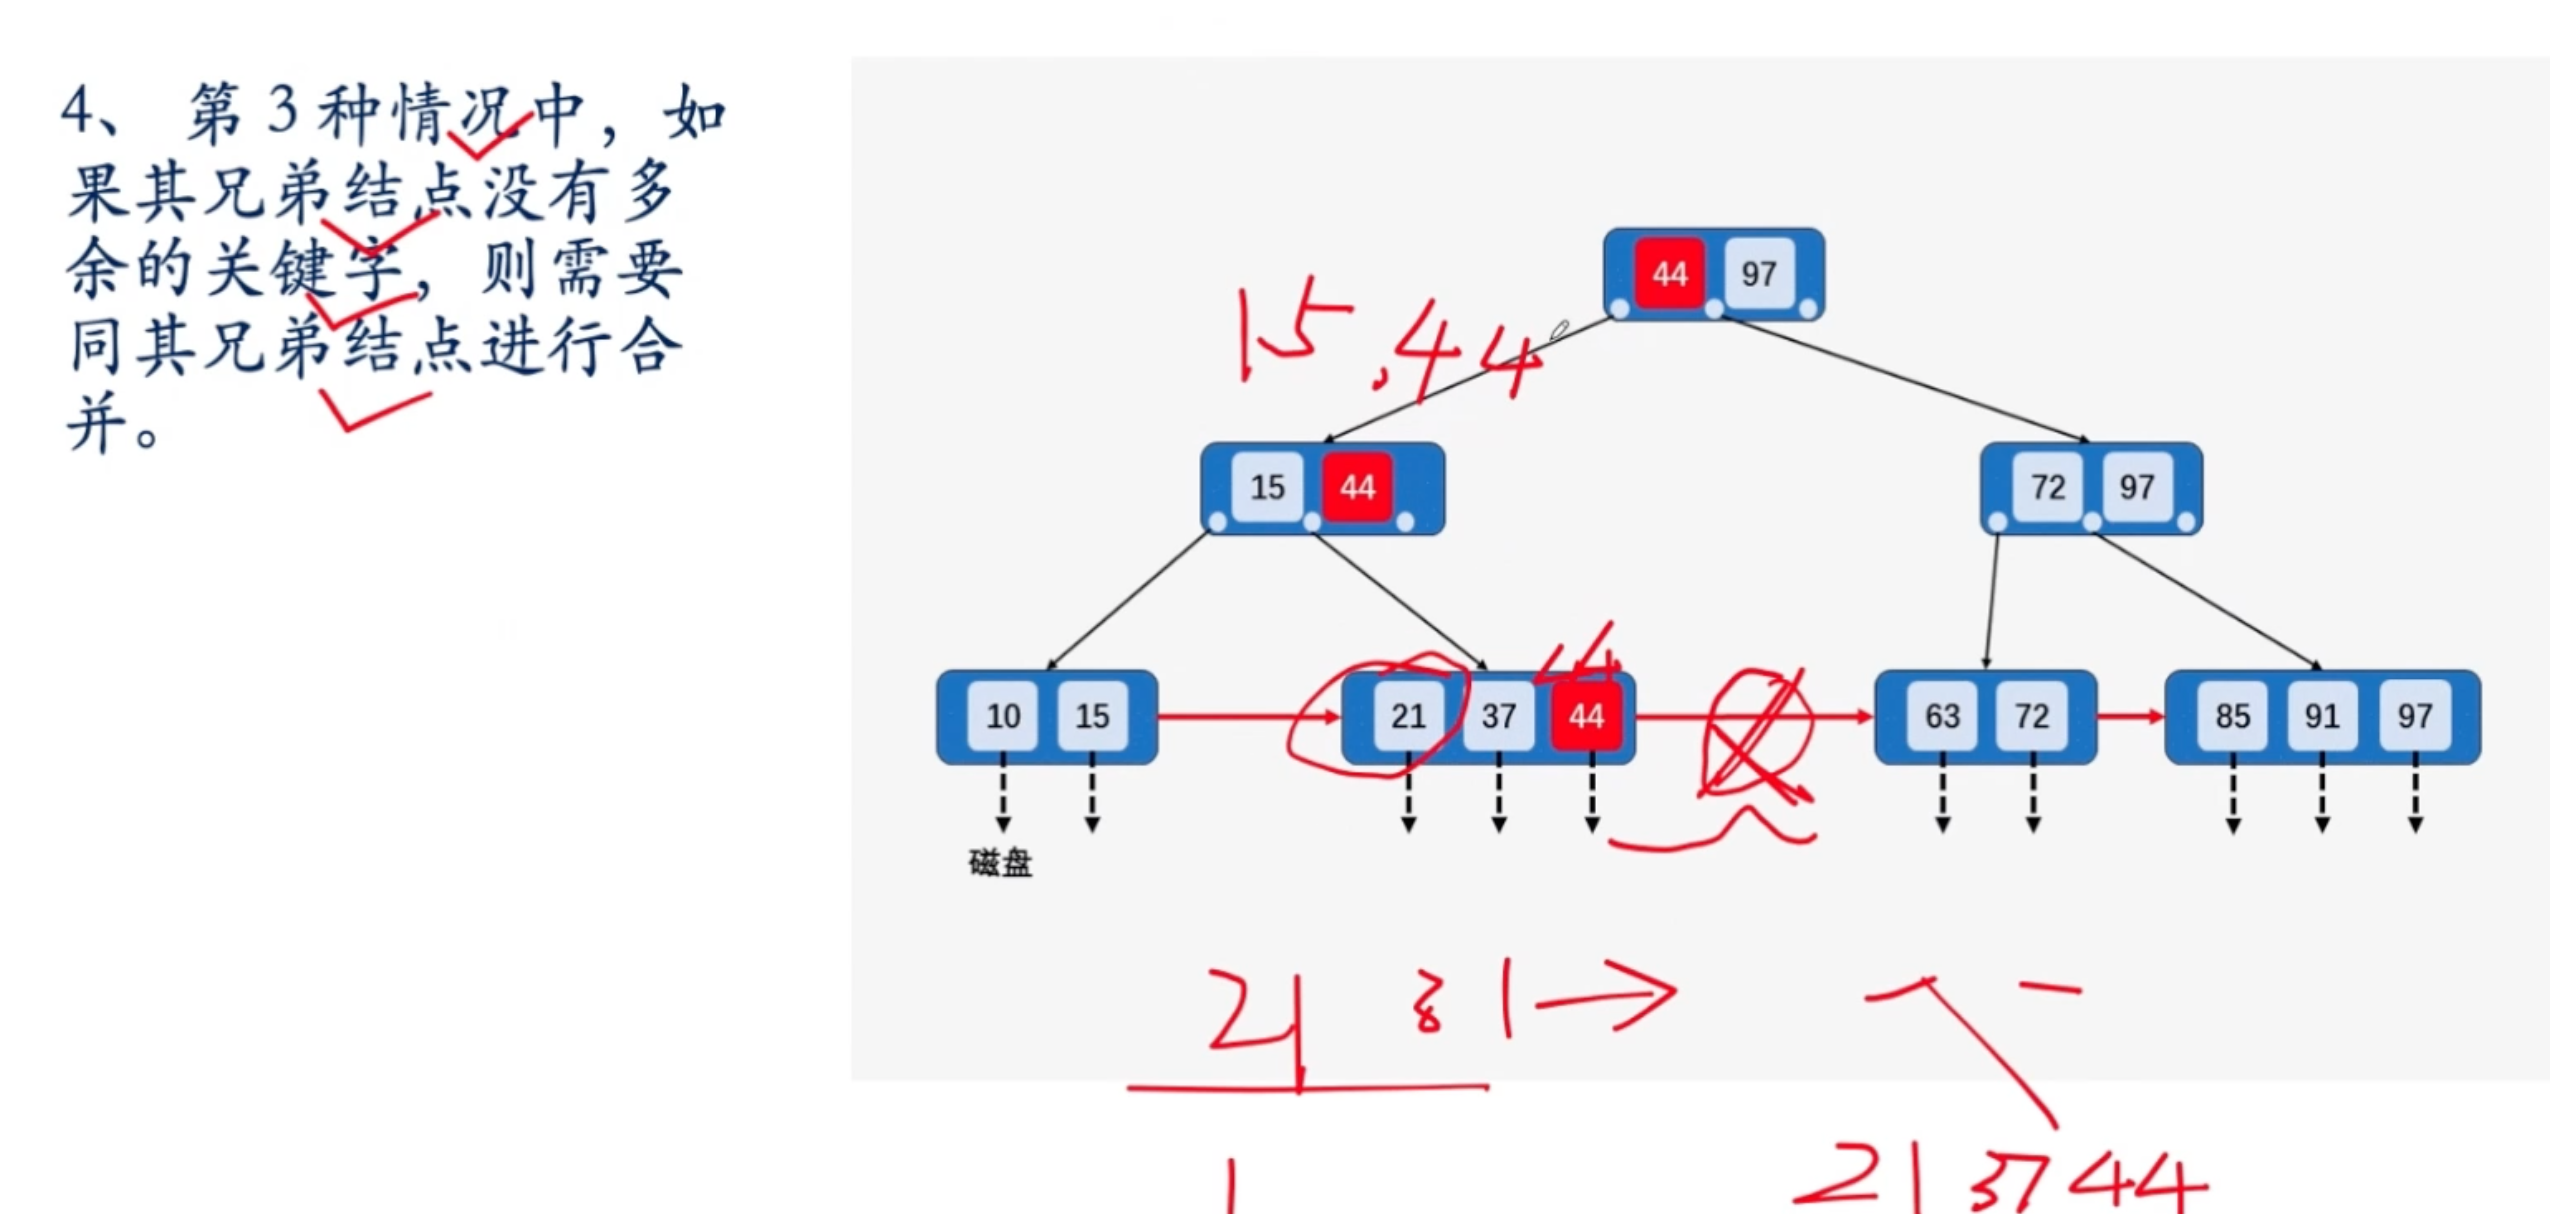 4、 第 3 种情况中，如
果其兄弟结点没有多
余的关键字，则需要
同其兄弟结点进行合
并。
44 97
15,44
15 44
72 97
44
10 15
21 37 44
63 72
85 91 97
磁盘
21
21 37 44